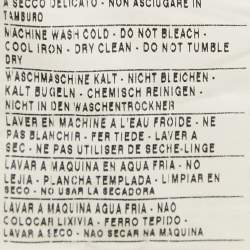 A SECCO DELICATO - NON ASCIUGARE IN
TAMBURO
MACHINE WASH COLD - DO NOT BLEACH -
COOL IRON - DRY CLEAN - DO NOT TUMBLE
DRY
WASCHMASCHINE KALT - NICHT BLEICHEN -
KALT BUGELN - CHEMISCH REINIGEN -
NICHT IN DEN WASCHENTROCKNER
LAVER EN MACHINE A L'EAU FROIDE - NE
PAS BLANCHIR - FER TIEDE - LAVER A
SEC - NE PAS UTILISER DE SECHE-LINGE
LAVAR A MAQUINA EN AQUA FRIA - NO
LEJIA - PLANCHA TEMPLADA - LIMPIAR EN
SECO - NO USAR LA SECADORA
LAVAR A MAQUINA AQUA FRIA - NAO
COLOCAR LIXIVIA - FERRO TEPIDO -
LAVAR A SECO - NAO SECAR NA MAQUINA